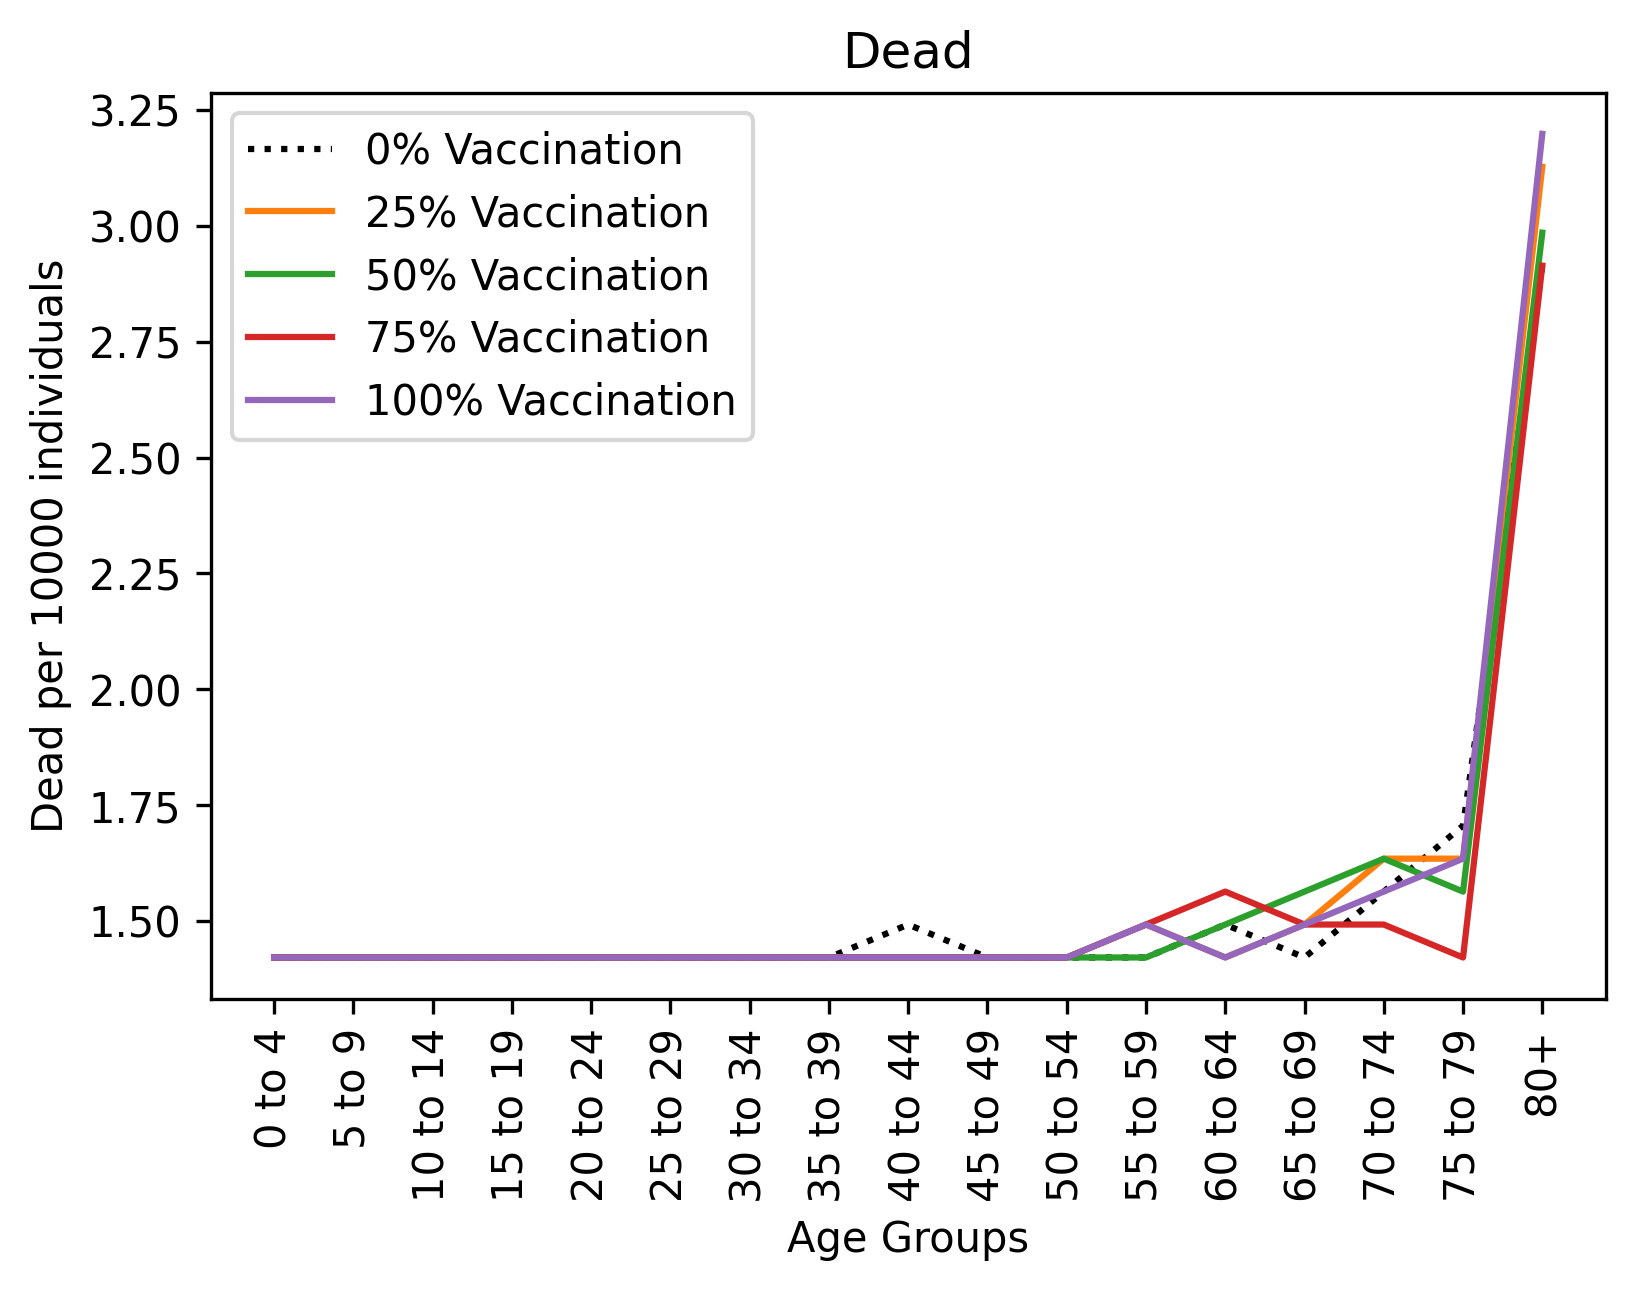 Dead
3.25
3.00
2.75
2.50
2.25
2.00
1.75
1.50
Dead per 10000 individuals
0% Vaccination
25% Vaccination
50% Vaccination
75% Vaccination
100% Vaccination
0 to 4
5 to 9
10 to 14
15 to 19
20 to 24
25 to 29
30 to 34
35 to 39
40 to 44
45 to 49
50 to 54
55 to 59
60 to 64
65 to 69
70 to 74
75 to 79
80+
Age Groups